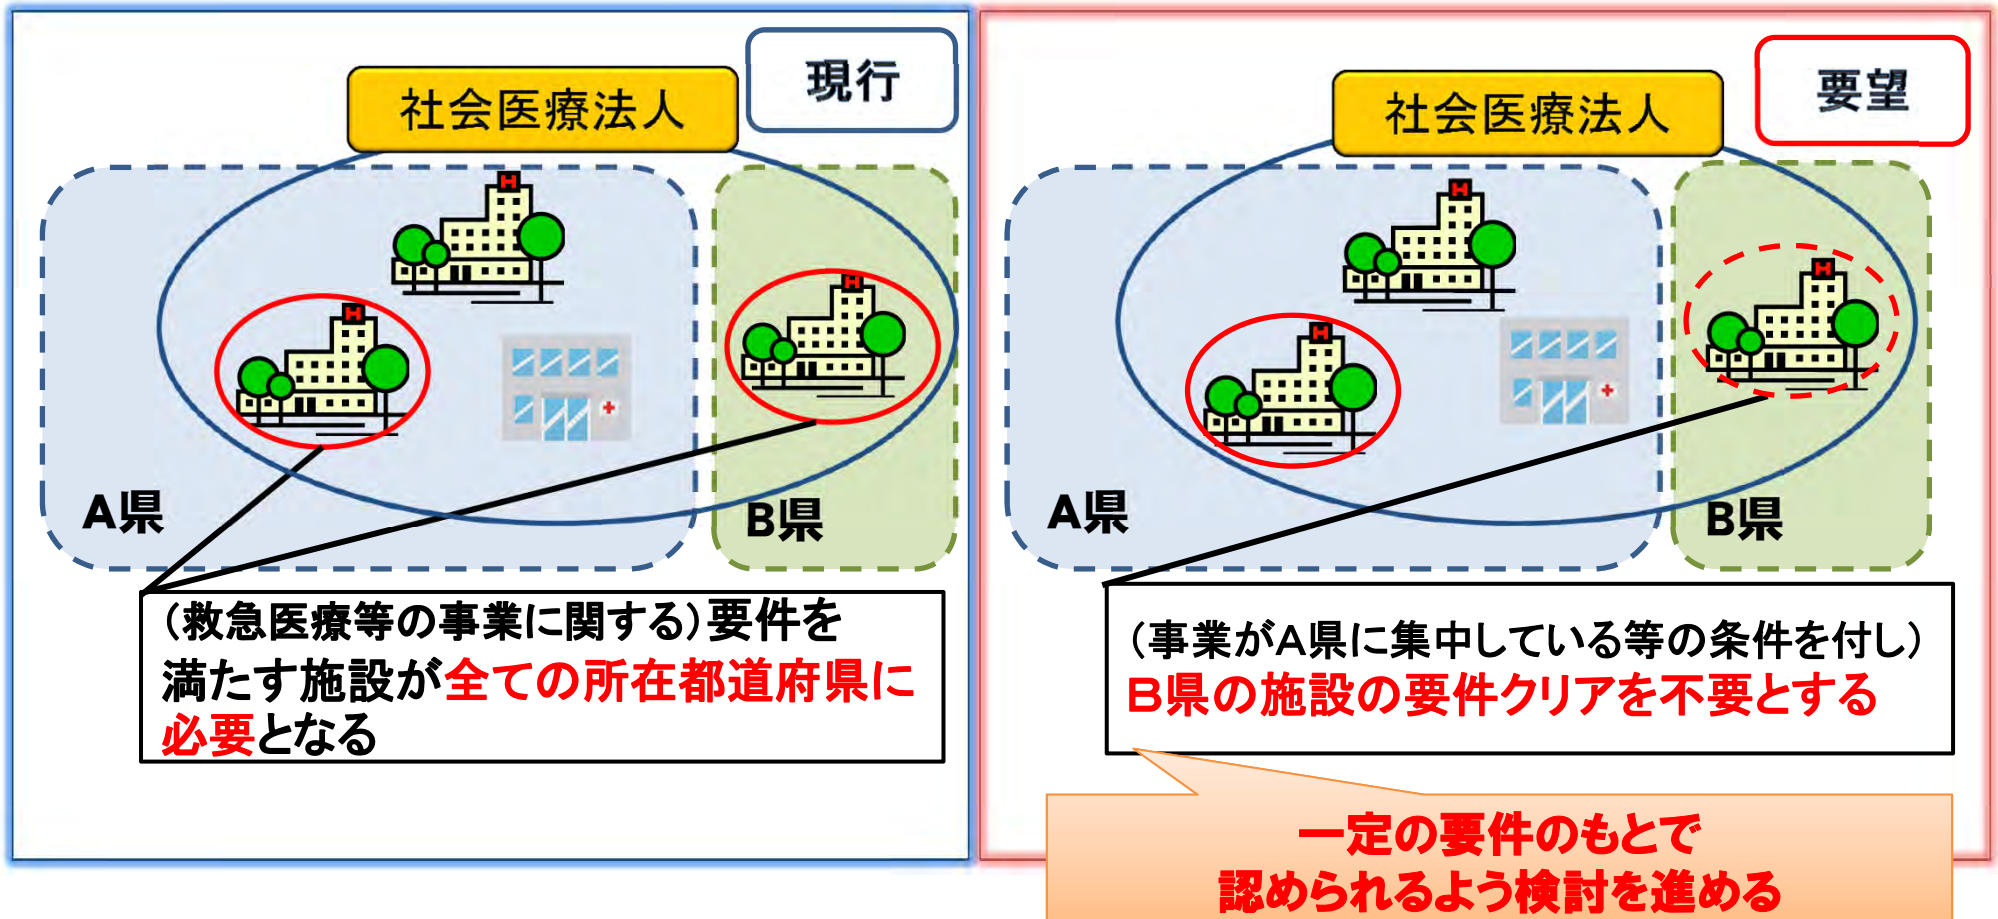 現行
社会医療法人
A県
B県
（救急医療等の事業に関する）要件を
満たす施設が全ての所在都道府県に
必要となる
要望
社会医療法人
A県
B県
（事業がA県に集中している等の条件を付し）
B県の施設の要件クリアを不要とする
一定の要件のもとで
認められるよう検討を進める